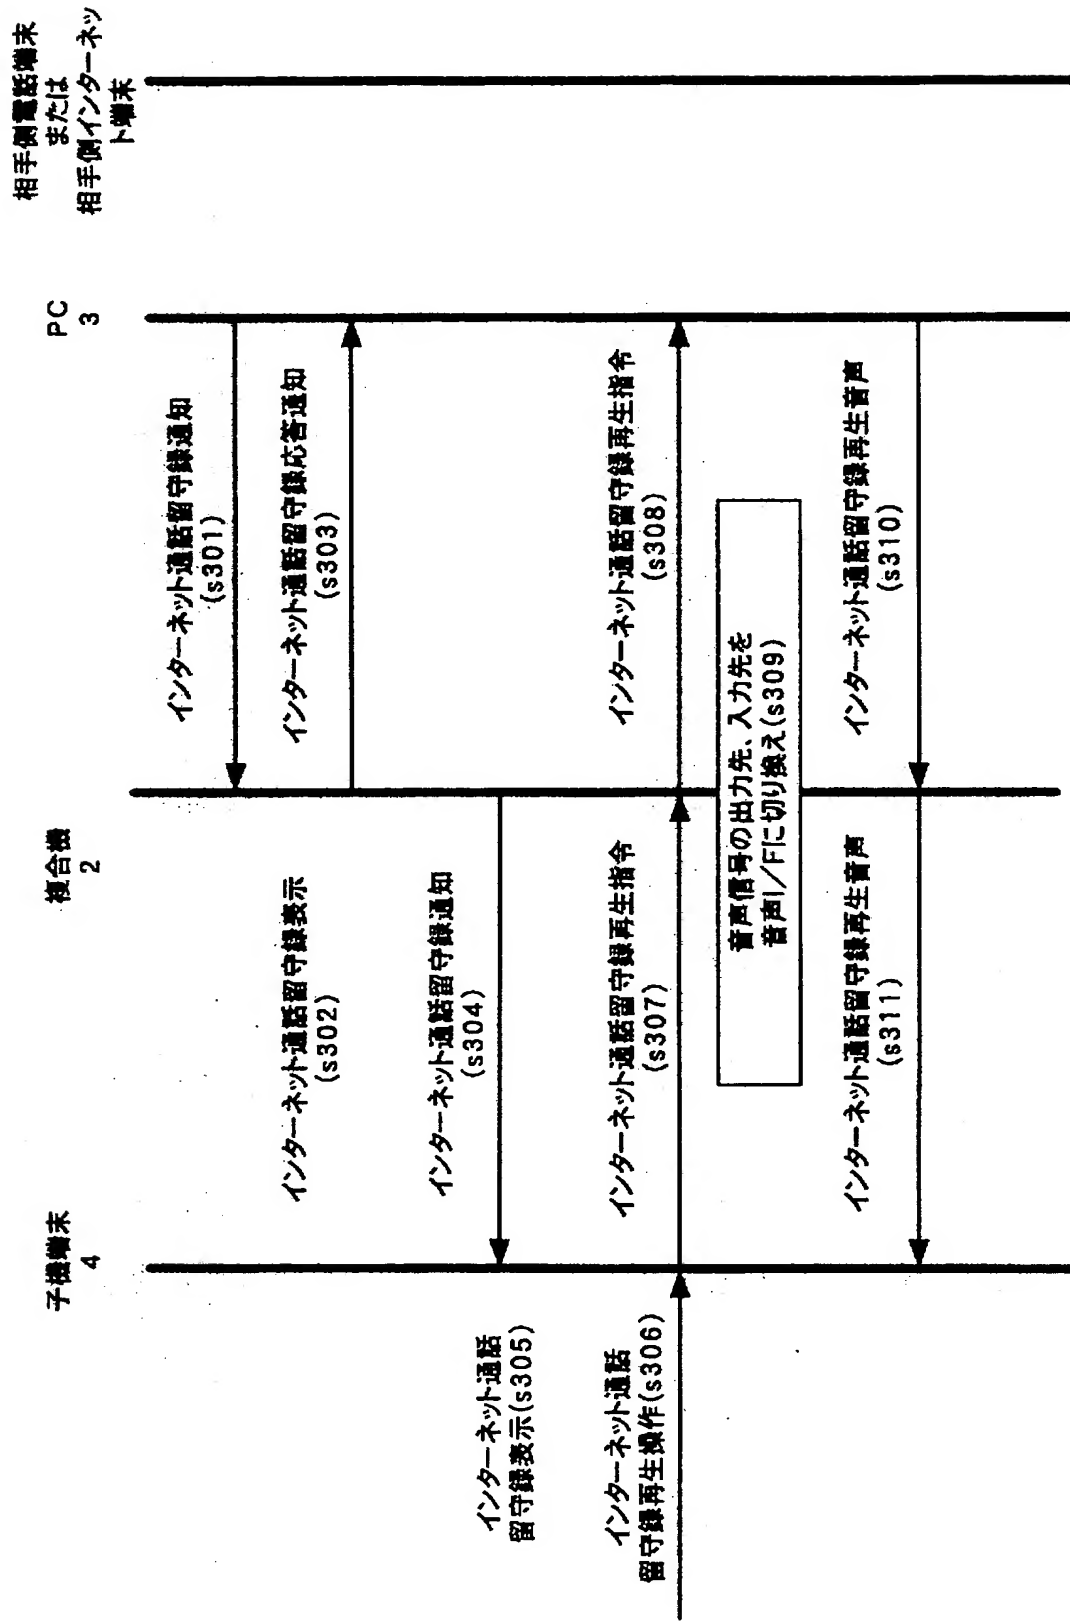 子機端末
4
複合機
2
PC
3
相手側電話端末
または
相手側インターネッ
ト端末
インターネット通話留守録通知
(s301)
インターネット通話留守録表示
(s302)
インターネット通話留守録応答通知
(s303)
インターネット通話留守録通知
(s304)
インターネット通話
留守録表示(s305)
インターネット通話
留守録再生操作(s306)
インターネット通話留守録再生指令
(s307)
インターネット通話留守録再生指令
(s308)
音声信号の出力先、入力先を
音声I/Fに切り換え(s309)
インターネット通話留守録再生音声
(s310)
インターネット通話留守録再生音声
(s311)